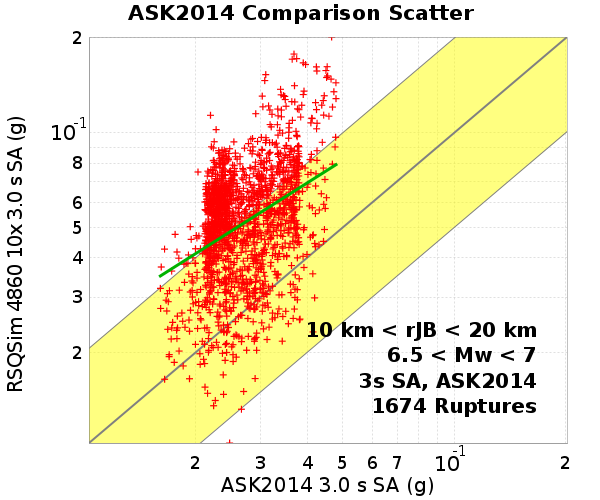 ASK2014 Comparison Scatter
RSQSim 4860 10x 3.0 s SA (g)
2
10-1
8
6
5
4
3
2
10 km < rJB < 20 km
6.5 < Mw < 7
3s SA, ASK2014
1674 Ruptures
2 3 4 5 6 7 10-1 2
ASK2014 3.0 s SA (g)